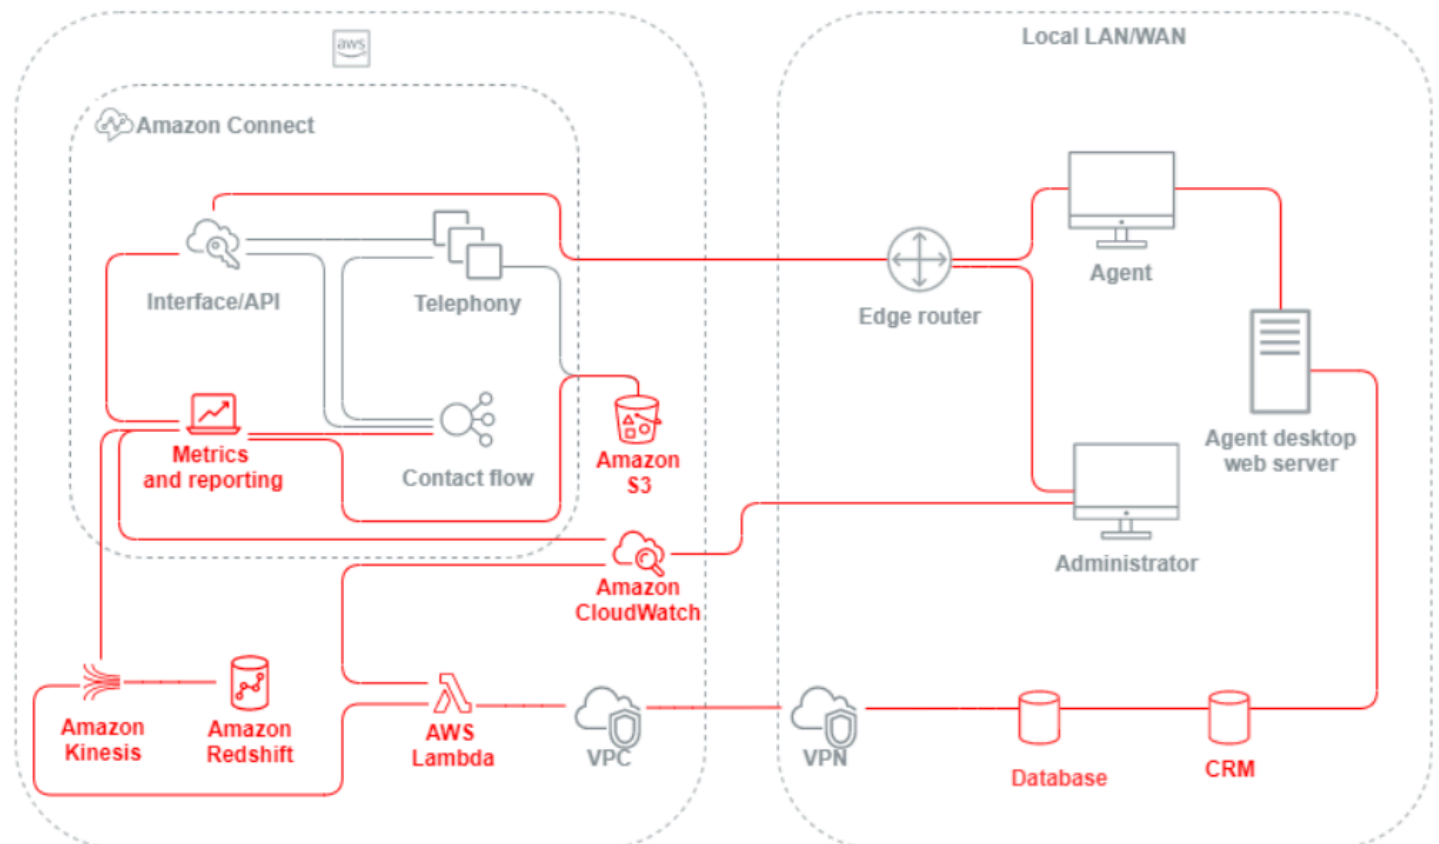 aws
Local LAN/WAN
Amazon Connect
Interface/API
Telephony
Edge router
Agent
Metrics
and reporting
Contact flow
Amazon
S3
Agent desktop
web server
Administrator
Amazon
CloudWatch
Amazon
Kinesis
Amazon
Redshift
AWS
Lambda
VPC
VPN
Database
CRM